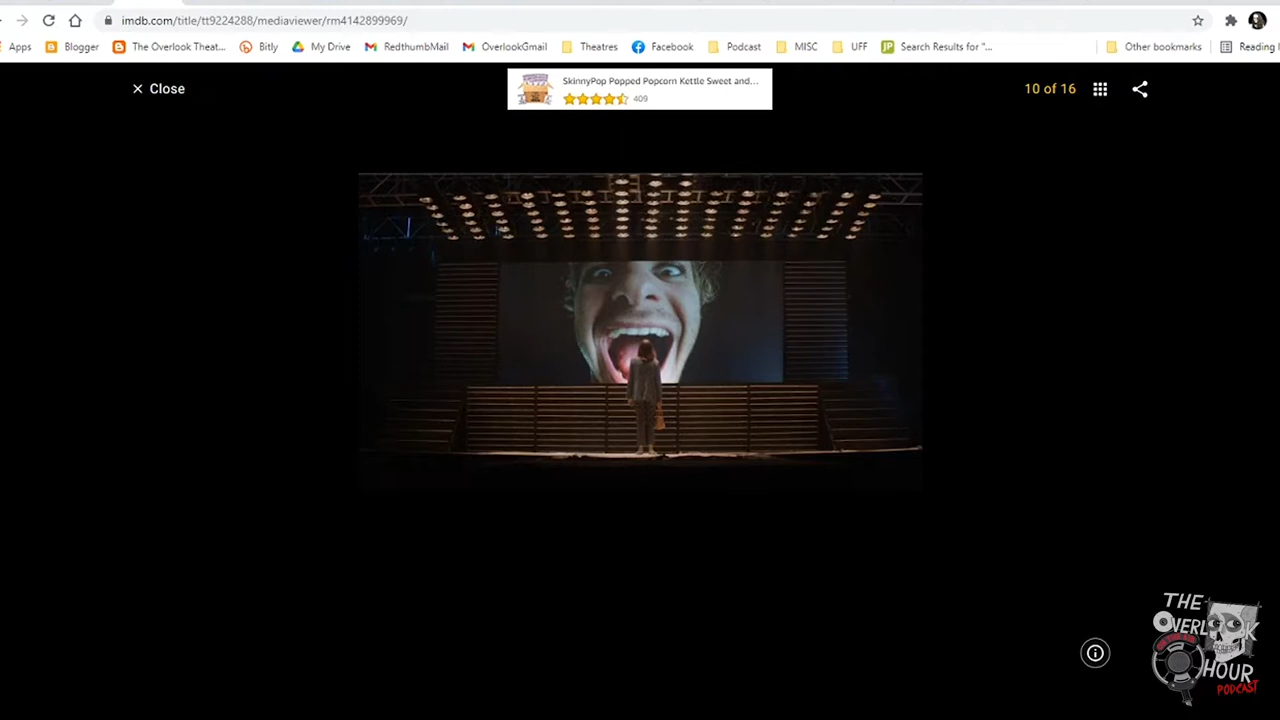 imdb.com/title/tt9224288/mediaviewer/rm4142899969/
Apps Blogger The Overlook Theat... Bitly My Drive RedthumbMail OverlookGmail Theatres Facebook Podcast MISC UFF Search Results for "... Other bookmarks Reading
Close
SkinnyPop Popped Popcorn Kettle Sweet and...
409
10 of 16
THE
OVERLOOK
HOUR
PODCAST